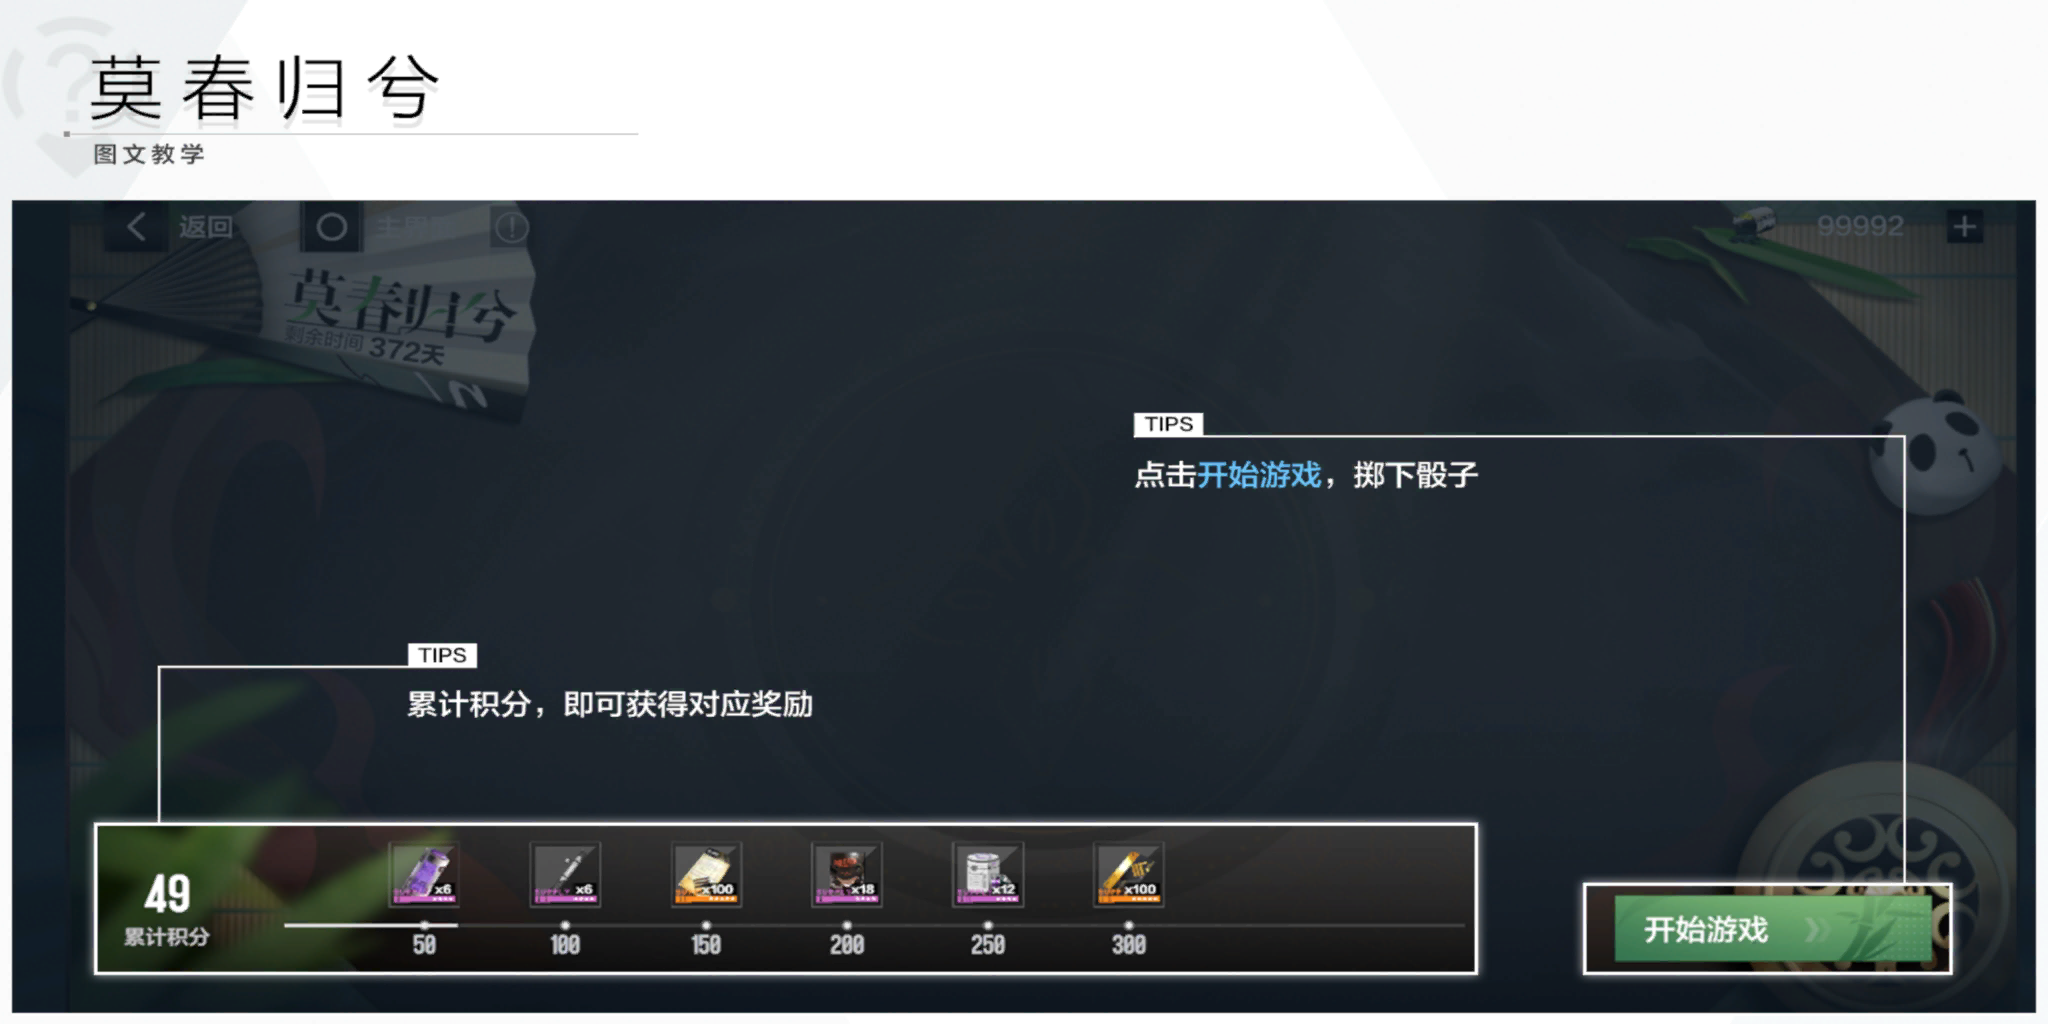 莫春归兮
图文教学
返回
主界面
99992
莫春归兮
剩余时间 372天
TIPS
点击开始游戏，掷下骰子
TIPS
累计积分，即可获得对应奖励
x6 x6 x100 x18 x12 x100
49
累计积分
50 100 150 200 250 300
开始游戏